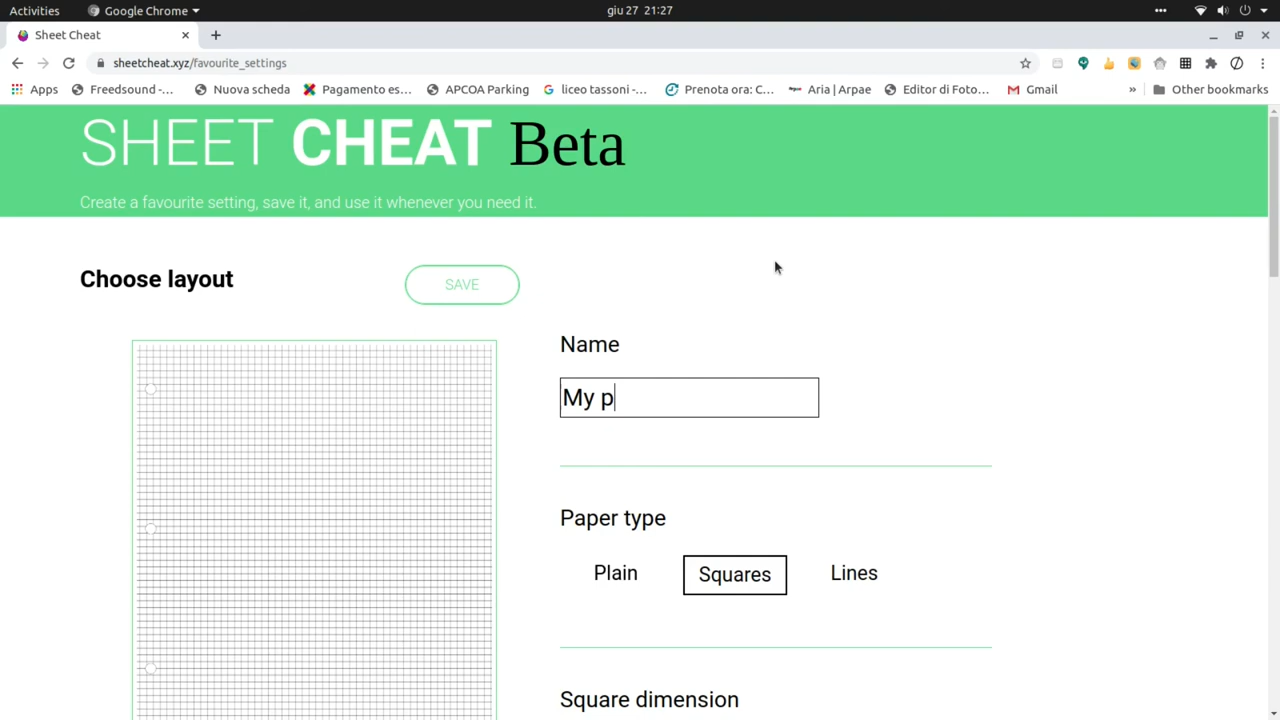 Activities Google Chrome giu 27 21:27
Sheet Cheat
sheetcheat.xyz/favourite_settings
Apps Freedsound -... Nuova scheda Pagamento es... APCOA Parking liceo tassoni -... Prenota ora: C... Aria | Arpae Editor di Foto... Gmail » Other bookmarks
SHEET CHEAT Beta
Create a favourite setting, save it, and use it whenever you need it.
Choose layout
SAVE
Name
My p
Paper type
Plain Squares Lines
Square dimension